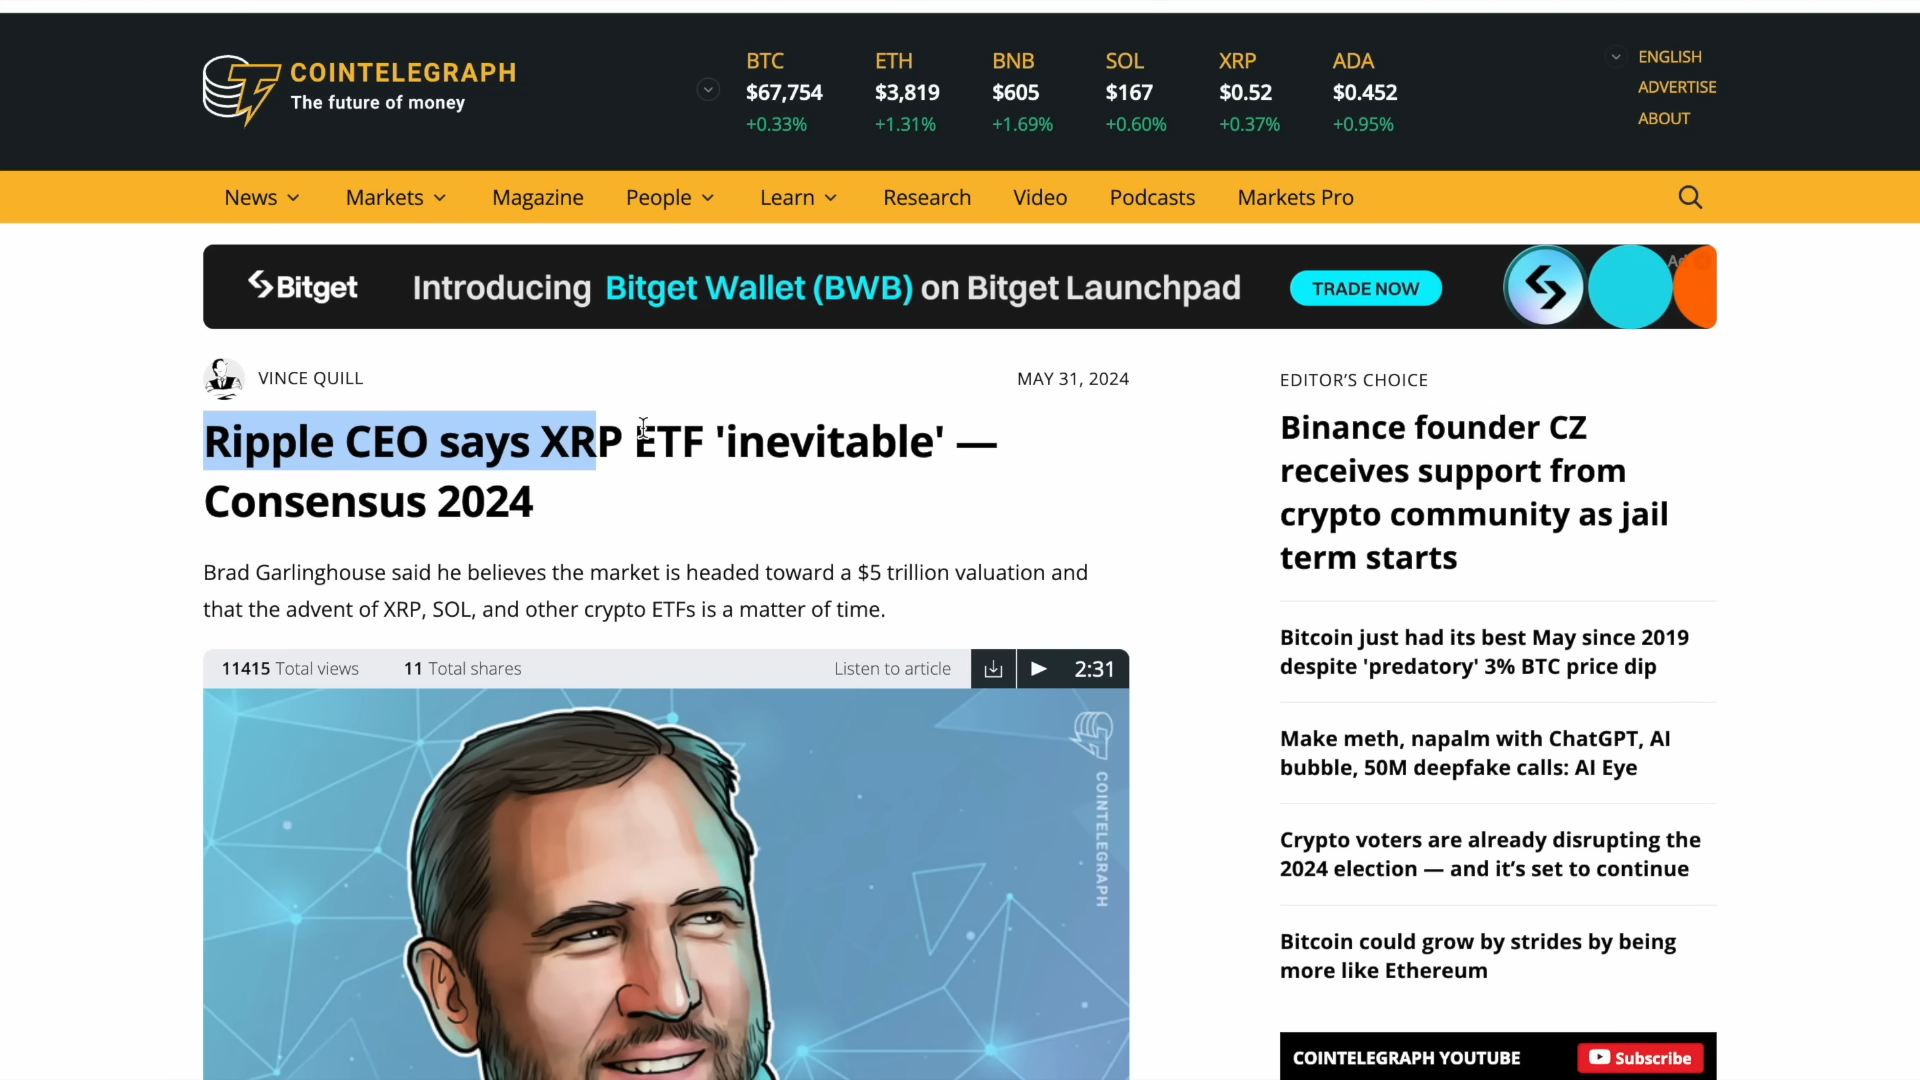 COINTELEGRAPH
The future of money
BTC
$67,754
+0.33%
ETH
$3,819
+1.31%
BNB
$605
+1.69%
SOL
$167
+0.60%
XRP
$0.52
+0.37%
ADA
$0.452
+0.95%
ENGLISH
ADVERTISE
ABOUT
News Markets Magazine People Learn Research Video Podcasts Markets Pro
Bitget Introducing Bitget Wallet (BWB) on Bitget Launchpad TRADE NOW
VINCE QUILL
MAY 31, 2024
Ripple CEO says XRP ETF 'inevitable' —
Consensus 2024
Brad Garlinghouse said he believes the market is headed toward a $5 trillion valuation and
that the advent of XRP, SOL, and other crypto ETFs is a matter of time.
11415 Total views 11 Total shares Listen to article 2:31
COINTELEGRAPH
EDITOR'S CHOICE
Binance founder CZ
receives support from
crypto community as jail
term starts
Bitcoin just had its best May since 2019
despite 'predatory' 3% BTC price dip
Make meth, napalm with ChatGPT, AI
bubble, 50M deepfake calls: AI Eye
Crypto voters are already disrupting the
2024 election — and it's set to continue
Bitcoin could grow by strides by being
more like Ethereum
COINTELEGRAPH YOUTUBE Subscribe